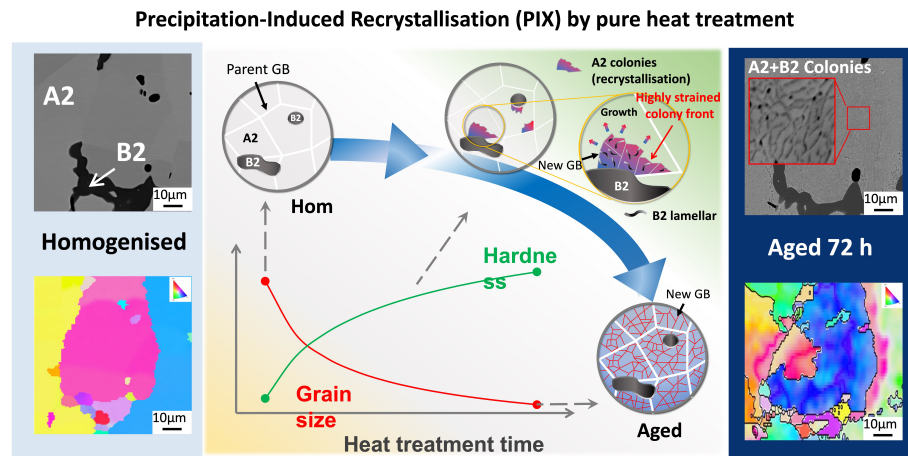 Precipitation-Induced Recrystallisation (PIX) by pure heat treatment
A2
B2
10μm
Homogenised
10μm
Parent GB
A2
B2
B2
Hom
A2 colonies
(recrystallisation)
Highly strained
colony front
Growth
New GB
B2
B2 lamellar
Hardne
ss
Grain
size
Heat treatment time
New GB
Aged
A2+B2 Colonies
10μm
Aged 72 h
10μm